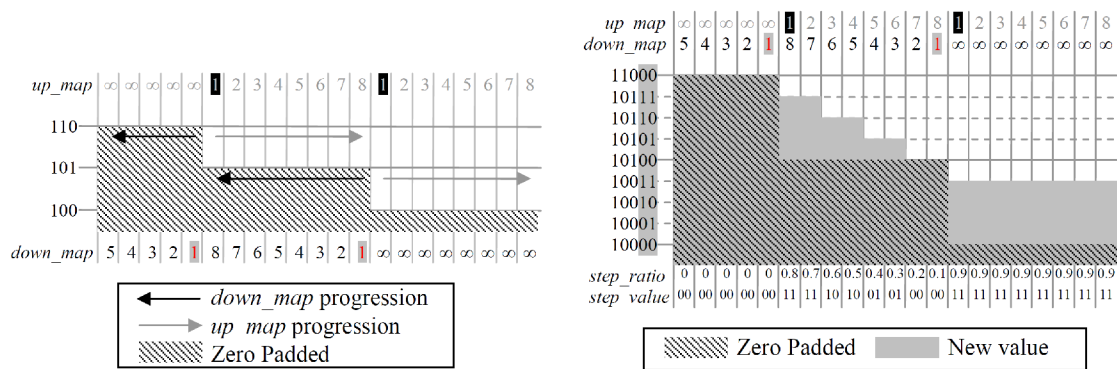 up_map ∞ ∞ ∞ ∞ ∞ 1 2 3 4 5 6 7 8 1 2 3 4 5 6 7 8
110
101
100
down_map 5 4 3 2 1 8 7 6 5 4 3 2 1 ∞ ∞ ∞ ∞ ∞ ∞ ∞ ∞
down_map progression
up_map progression
Zero Padded
up_map ∞ ∞ ∞ ∞ ∞ 1 2 3 4 5 6 7 8 1 2 3 4 5 6 7 8
down_map 5 4 3 2 1 8 7 6 5 4 3 2 1 ∞ ∞ ∞ ∞ ∞ ∞ ∞ ∞
11000
10111
10110
10101
10100
10011
10010
10001
10000
step_ratio 0 0 0 0 0 0.8 0.7 0.6 0.5 0.4 0.3 0.2 0.1 0.9 0.9 0.9 0.9 0.9 0.9 0.9 0.9
step_value 00 00 00 00 00 11 11 10 10 01 01 00 00 11 11 11 11 11 11 11 11
Zero Padded New value